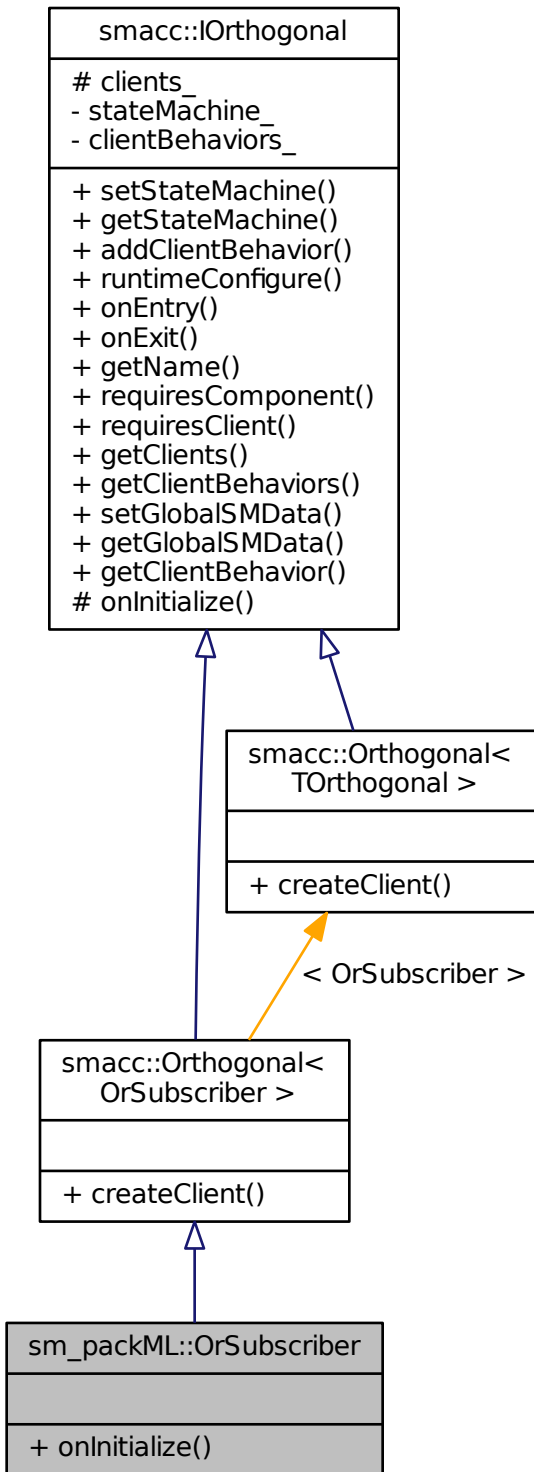 smacc::IOrthogonal
# clients_
- stateMachine_
- clientBehaviors_
+ setStateMachine()
+ getStateMachine()
+ addClientBehavior()
+ runtimeConfigure()
+ onEntry()
+ onExit()
+ getName()
+ requiresComponent()
+ requiresClient()
+ getClients()
+ getClientBehaviors()
+ setGlobalSMData()
+ getGlobalSMData()
+ getClientBehavior()
# onInitialize()
smacc::Orthogonal<
TOrthogonal >
+ createClient()
< OrSubscriber >
smacc::Orthogonal<
OrSubscriber >
+ createClient()
sm_packML::OrSubscriber
+ onInitialize()